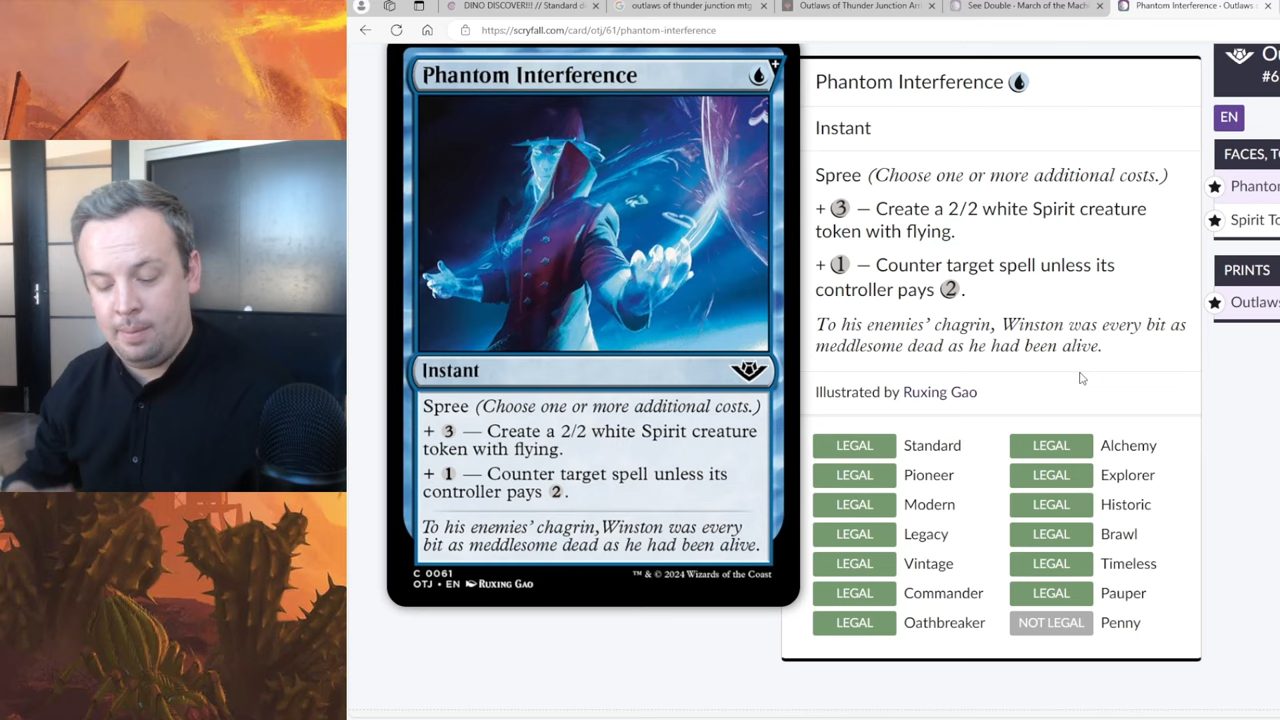 DINO DISCOVER!!! // Standard d
outlaws of thunder junction mtg
Outlaws of Thunder Junction Arr
See Double - March of the Mach
Phantom Interference - Outlaws
https://scryfall.com/card/otj/61/phantom-interference
Phantom Interference
Instant
Spree (Choose one or more additional costs.)
+ 3 — Create a 2/2 white Spirit creature
token with flying.
+ 1 — Counter target spell unless its
controller pays 2.
To his enemies' chagrin, Winston was every
bit as meddlesome dead as he had been alive.
C 0061
OTJ • EN Ruxing Gao
™ & © 2024 Wizards of the Coast
Phantom Interference
Instant
Spree (Choose one or more additional costs.)
+ 3 — Create a 2/2 white Spirit creature
token with flying.
+ 1 — Counter target spell unless its
controller pays 2.
To his enemies' chagrin, Winston was every bit as
meddlesome dead as he had been alive.
Illustrated by Ruxing Gao
LEGAL Standard LEGAL Alchemy
LEGAL Pioneer LEGAL Explorer
LEGAL Modern LEGAL Historic
LEGAL Legacy LEGAL Brawl
LEGAL Vintage LEGAL Timeless
LEGAL Commander LEGAL Pauper
LEGAL Oathbreaker NOT LEGAL Penny
Ou
#6
EN
FACES, T
Phanto
Spirit To
PRINTS
Outlaws